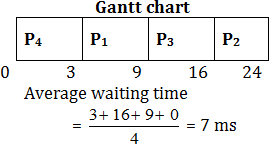 Gantt chart
P₄ P₁ P₃ P₂
0 3 9 16 24
Average waiting time
= 3+ 16+ 9+ 0 / 4 = 7 ms